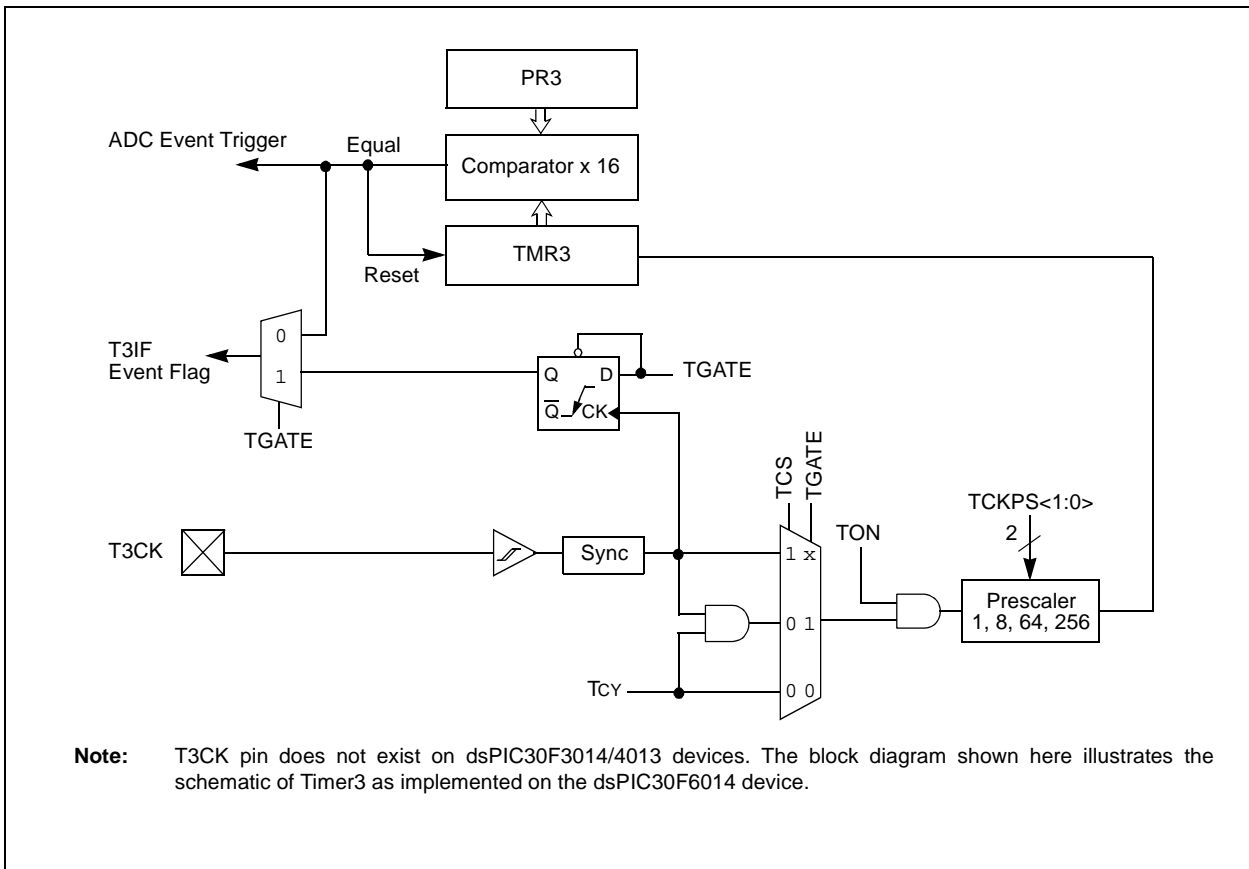 PR3
ADC Event Trigger
Equal
Comparator x 16
TMR3
Reset
0
T3IF
Event Flag
1
Q
D
TGATE
Q
CK
TGATE
TCS
TGATE
TCKPS<1:0>
2
TON
T3CK
Sync
1 x
Prescaler
1, 8, 64, 256
0 1
TCY
0 0
Note: T3CK pin does not exist on dsPIC30F3014/4013 devices. The block diagram shown here illustrates the
schematic of Timer3 as implemented on the dsPIC30F6014 device.